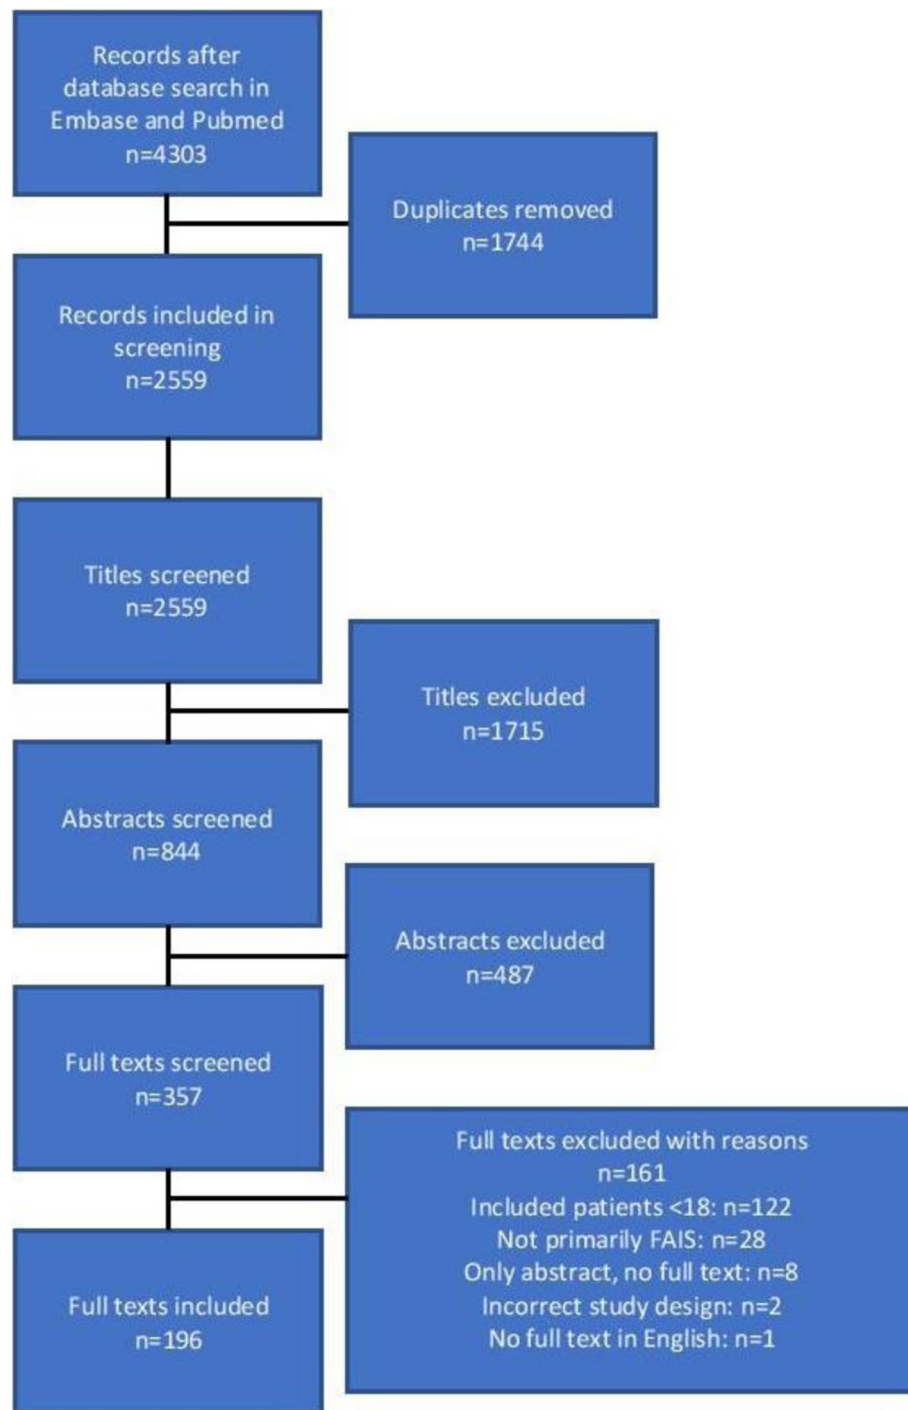 Records after
database search in
Embase and Pubmed
n=4303
Duplicates removed
n=1744
Records included in
screening
n=2559
Titles screened
n=2559
Titles excluded
n=1715
Abstracts screened
n=844
Abstracts excluded
n=487
Full texts screened
n=357
Full texts excluded with reasons
n=161
Included patients <18: n=122
Not primarily FAIS: n=28
Only abstract, no full text: n=8
Incorrect study design: n=2
No full text in English: n=1
Full texts included
n=196